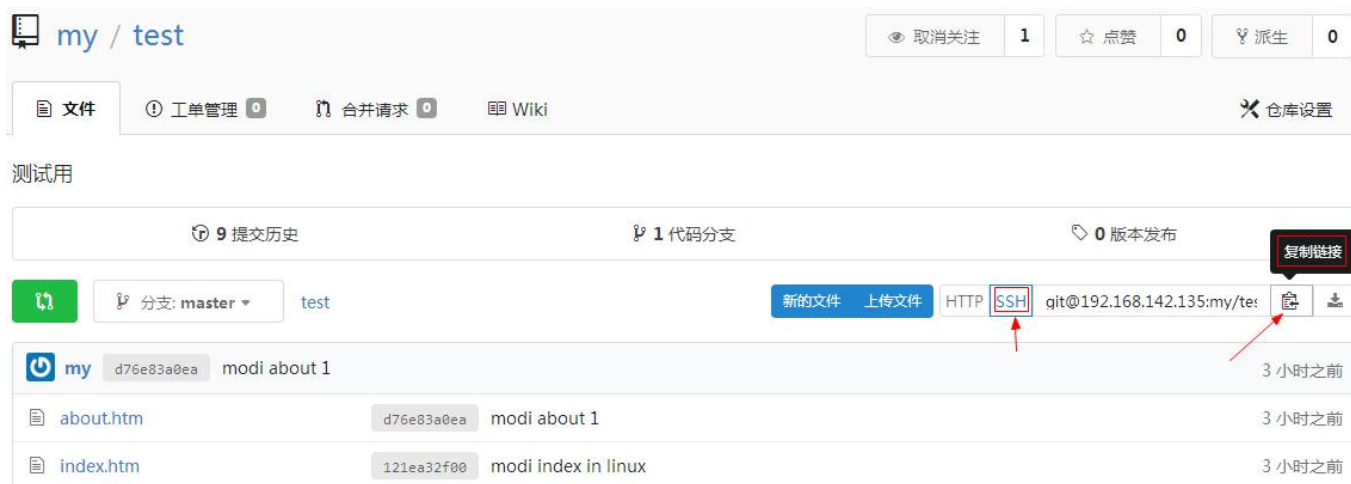 my / test 取消关注 1 点赞 0 派生 0
文件 工单管理 0 合并请求 0 Wiki 仓库设置
测试用
9 提交历史 1 代码分支 0 版本发布
复制链接
分支: master test 新的文件 上传文件 HTTP SSH git@192.168.142.135:my/tes
my d76e83a0ea modi about 1 3 小时之前
about.htm d76e83a0ea modi about 1 3 小时之前
index.htm 121ea32f00 modi index in linux 3 小时之前